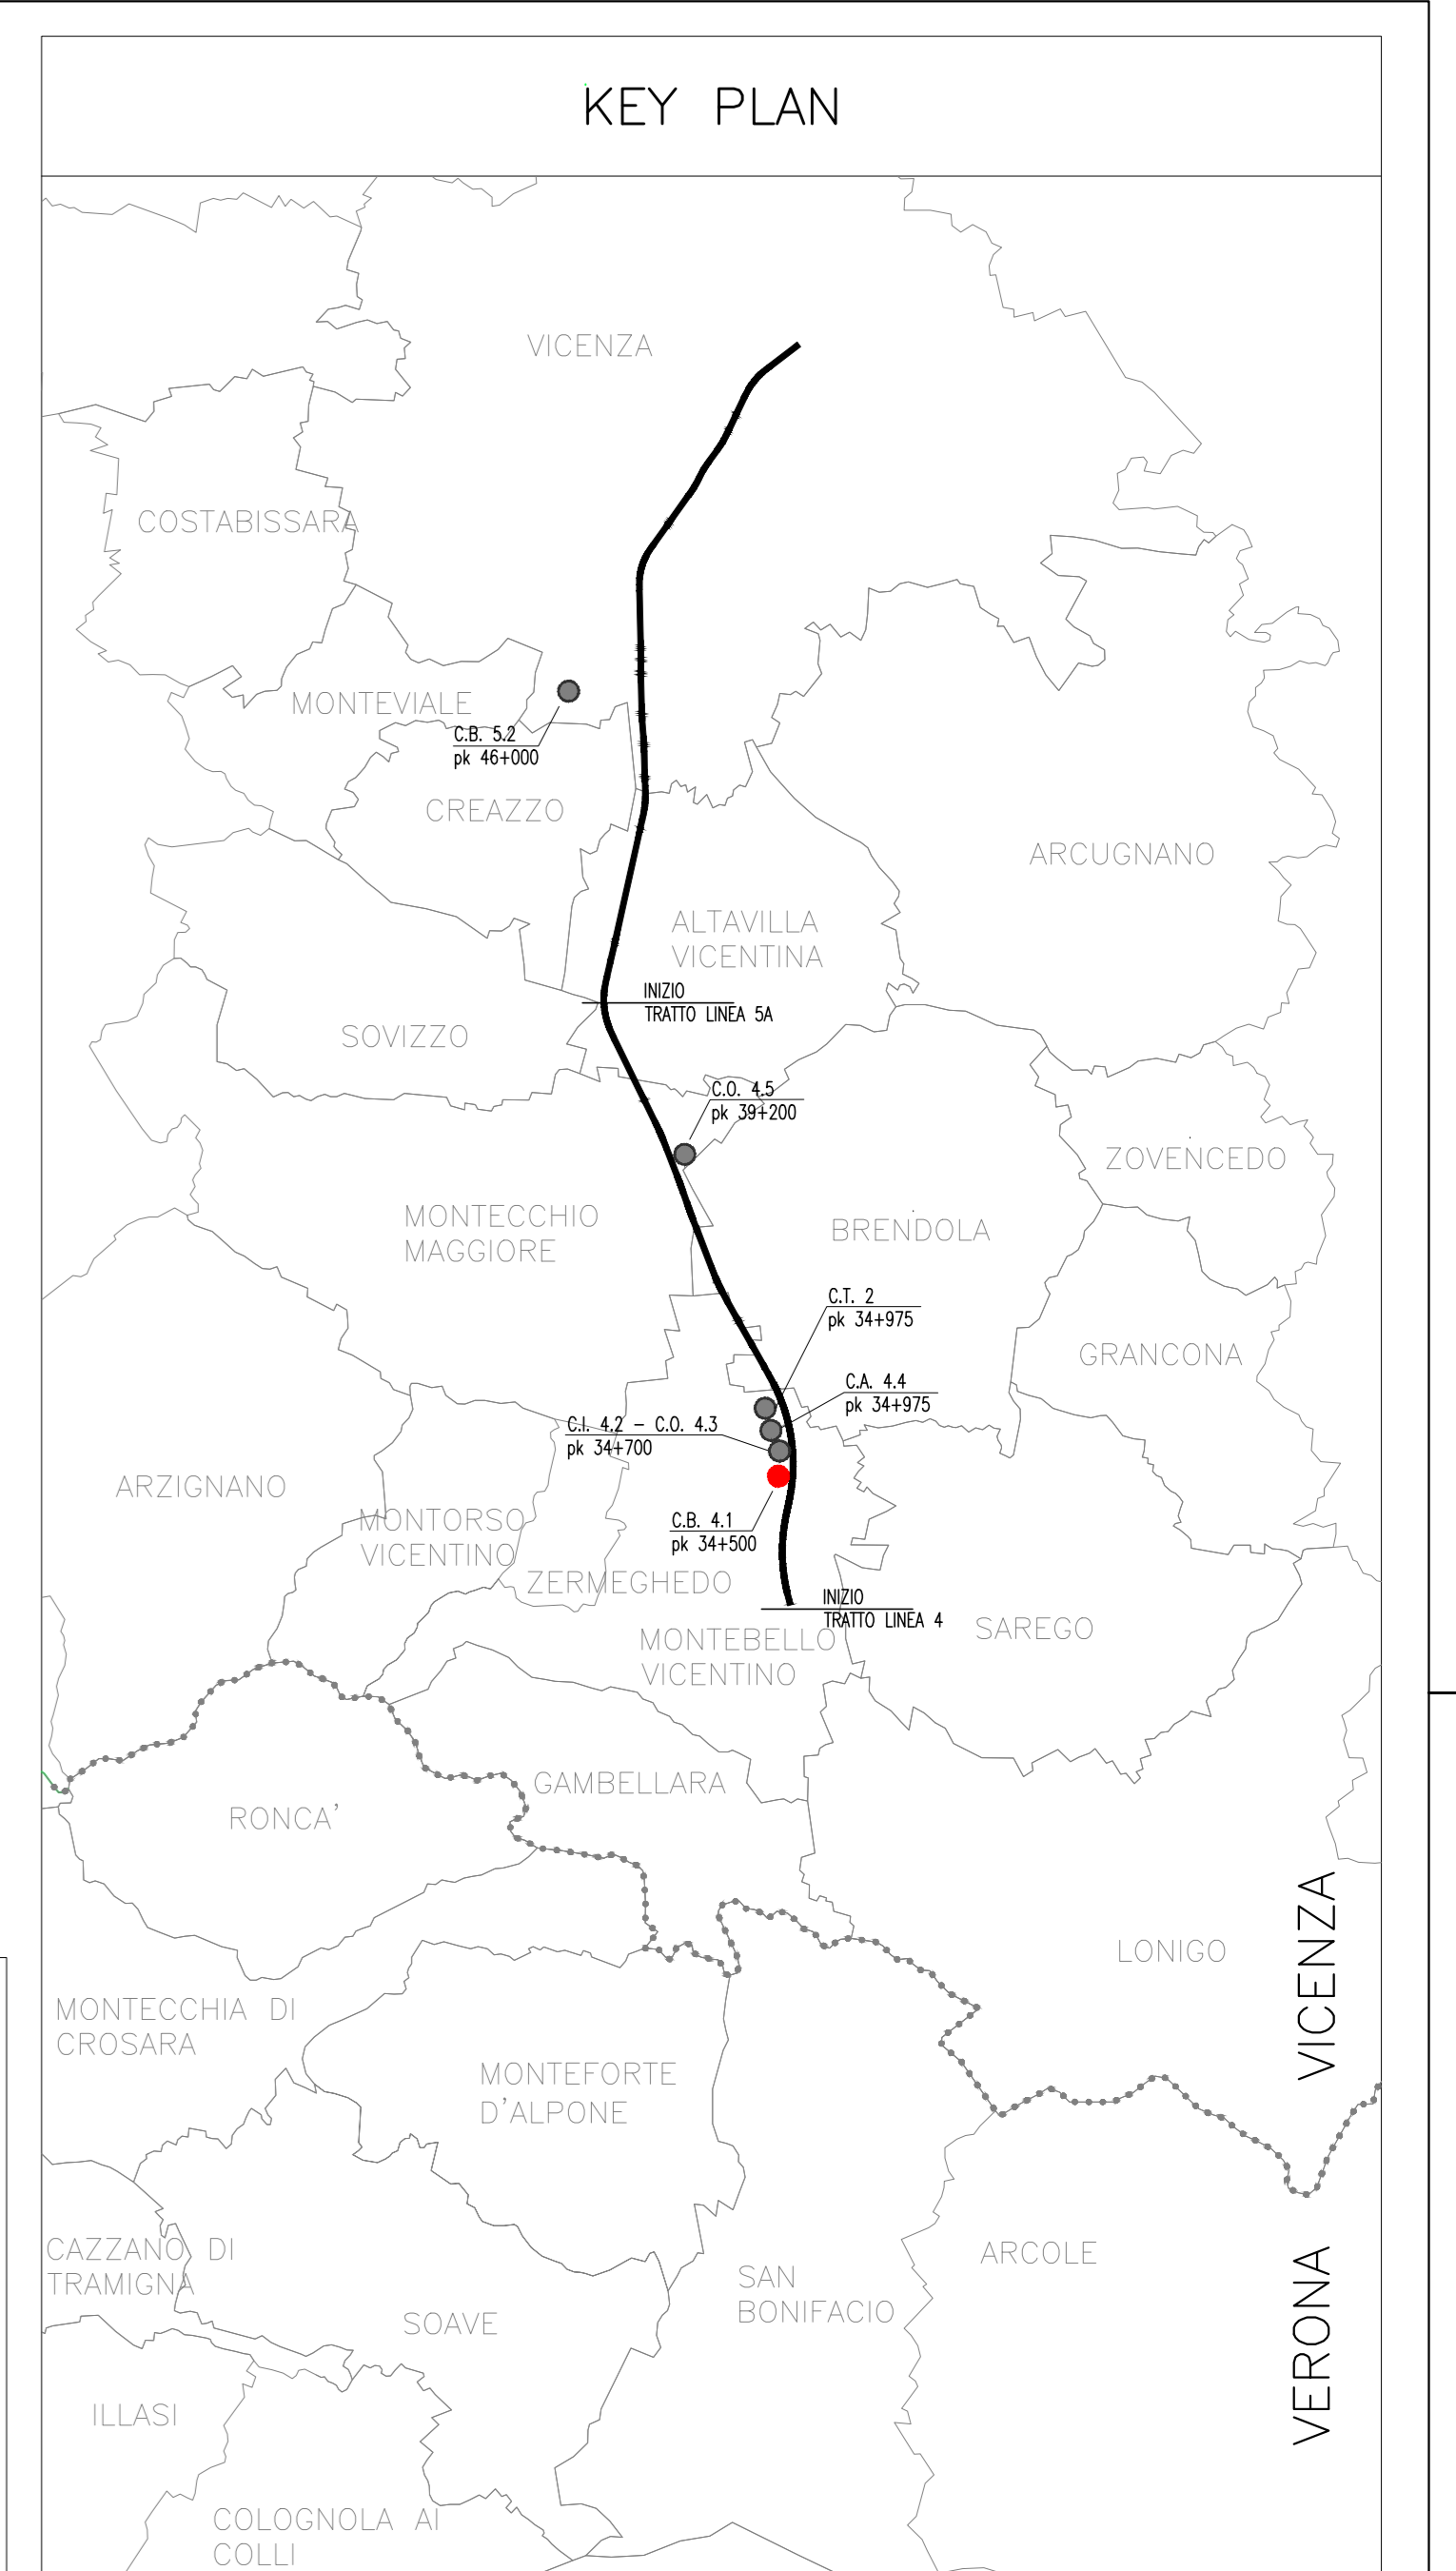 KEY PLAN
VICENZA
COSTABISSARA
MONTEVIALE
C.B. 5.2
pk 46+000
CREAZZO
ARCUGNANO
ALTAVILLA
VICENTINA
INIZIO
TRATTO LINEA 5A
SOVIZZO
C.O. 4.5
pk 39+200
ZOVENCEDO
MONTECCHIO
MAGGIORE
BRENDOLA
C.T. 2
pk 34+975
GRANCONA
C.A. 4.4
pk 34+975
C.I. 4.2 - C.O. 4.3
pk 34+700
ARZIGNANO
MONTORSO
VICENTINO
C.B. 4.1
pk 34+500
ZERMEGHEDO
INIZIO
TRATTO LINEA 4
SAREGO
MONTEBELLO
VICENTINO
GAMBELLARA
RONCA'
LONIGO
VICENZA
MONTECCHIA DI
CROSARA
MONTEFORTE
D'ALPONE
CAZZANO DI
TRAMIGNA
ARCOLE
SAN
BONIFACIO
SOAVE
VERONA
ILLASI
COLOGNOLA AI
COLLI